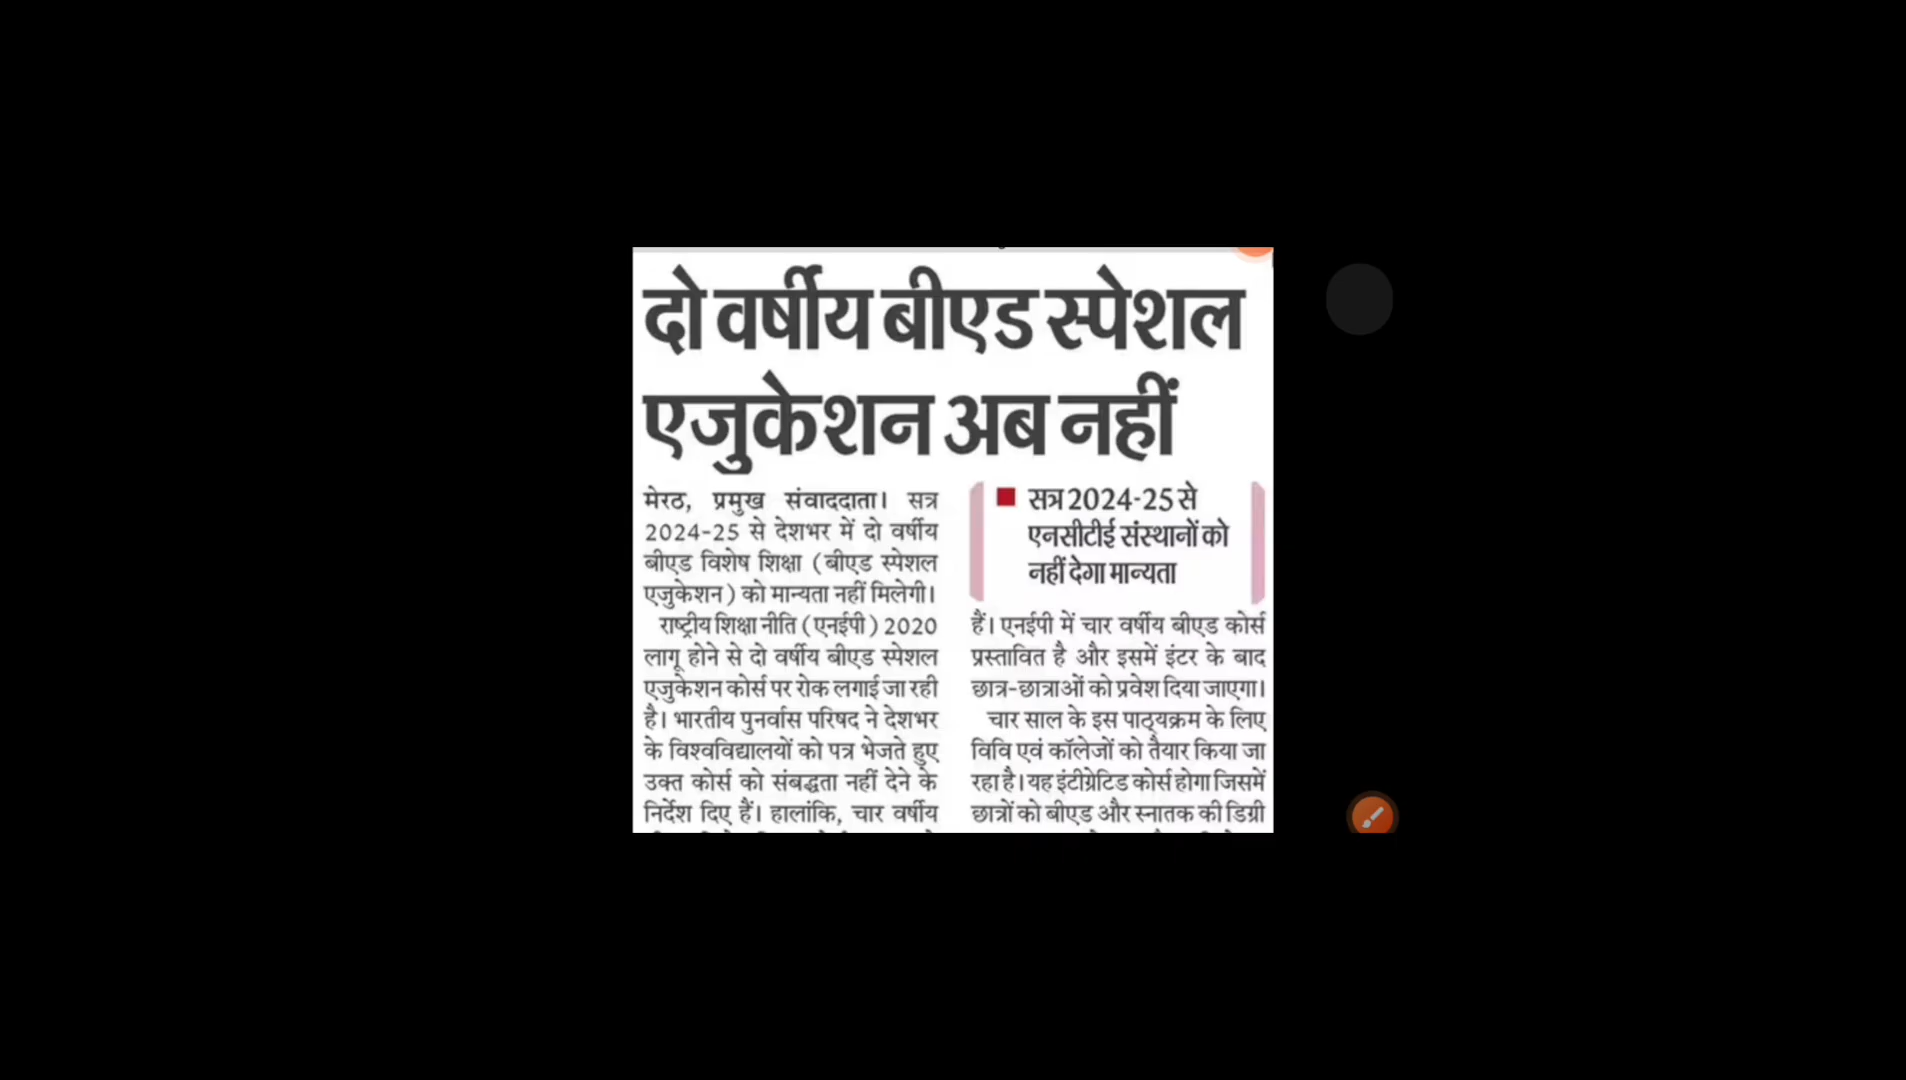 दो वर्षीय बीएड स्पेशल
एजुकेशन अब नहीं
मेरठ, प्रमुख संवाददाता। सत्र
2024-25 से देशभर में दो वर्षीय
बीएड विशेष शिक्षा (बीएड स्पेशल
एजुकेशन) को मान्यता नहीं मिलेगी।
राष्ट्रीय शिक्षा नीति (एनईपी) 2020
लागू होने से दो वर्षीय बीएड स्पेशल
एजुकेशन कोर्स पर रोक लगाई जा रही
है। भारतीय पुनर्वास परिषद ने देशभर
के विश्वविद्यालयों को पत्र भेजते हुए
उक्त कोर्स को संबद्धता नहीं देने के
निर्देश दिए हैं। हालांकि, चार वर्षीय
सत्र 2024-25 से
एनसीटीई संस्थानों को
नहीं देगा मान्यता
हैं। एनईपी में चार वर्षीय बीएड कोर्स
प्रस्तावित है और इसमें इंटर के बाद
छात्र-छात्राओं को प्रवेश दिया जाएगा।
चार साल के इस पाठ्यक्रम के लिए
विवि एवं कॉलेजों को तैयार किया जा
रहा है। यह इंटीग्रेटिड कोर्स होगा जिसमें
छात्रों को बीएड और स्नातक की डिग्री